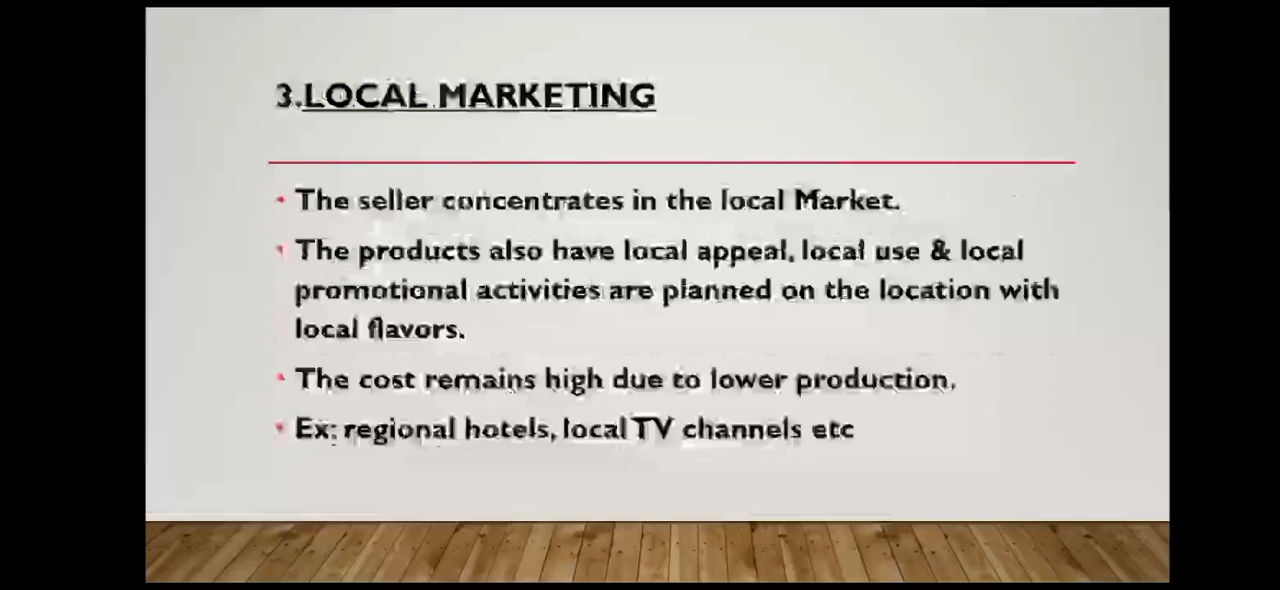 3.LOCAL MARKETING
• The seller concentrates in the local Market.
• The products also have local appeal, local use & local
promotional activities are planned on the location with
local flavors.
• The cost remains high due to lower production.
• Ex: regional hotels, local TV channels etc